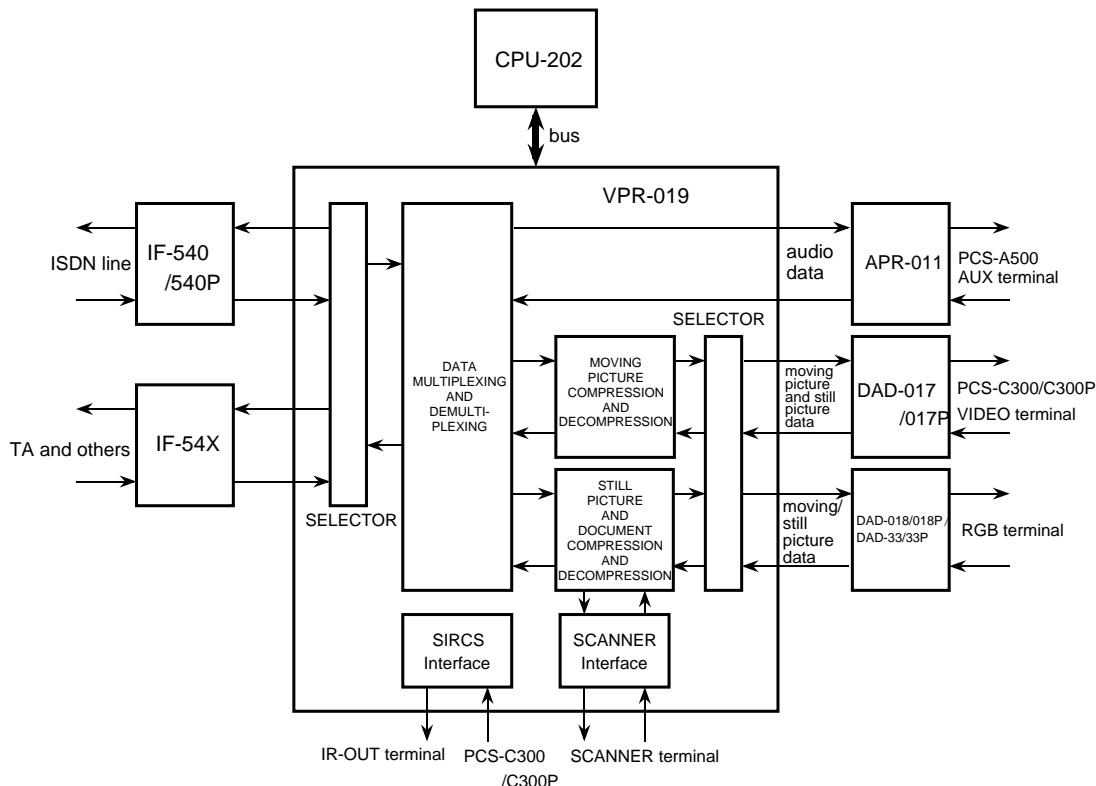 CPU-202
bus
VPR-019
IF-540
/540P
ISDN line
audio
data
APR-011
PCS-A500
AUX terminal
SELECTOR
DATA
MULTIPLEXING
AND
DEMULTI-
PLEXING
MOVING
PICTURE
COMPRESSION
AND
DECOMPRESSION
moving
picture
and still
picture
data
DAD-017
/017P
PCS-C300/C300P
VIDEO terminal
IF-54X
TA and others
SELECTOR
STILL
PICTURE
AND
DOCUMENT
COMPRESSION
AND
DECOMPRESSION
moving/
still
picture
data
DAD-018/018P /
DAD-33/33P
RGB terminal
SIRCS
Interface
SCANNER
Interface
IR-OUT terminal
PCS-C300
/C300P
SCANNER terminal